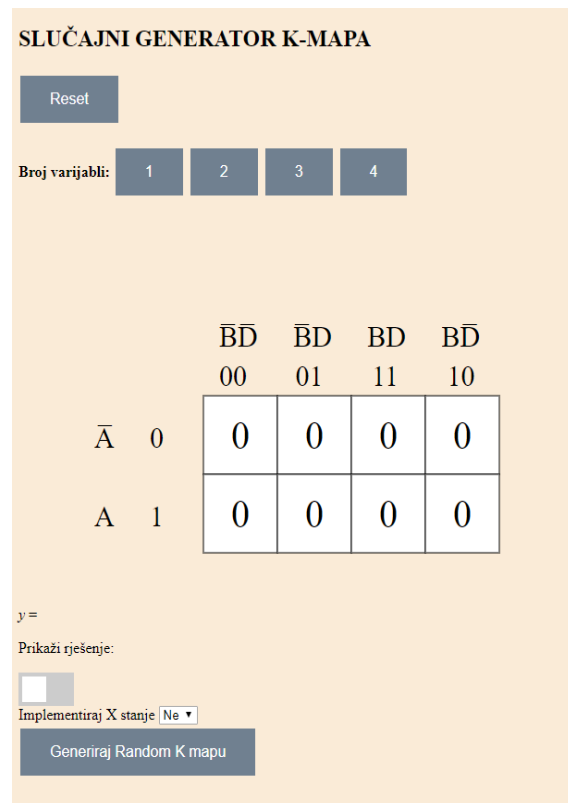 SLUČAJNI GENERATOR K-MAPA
Reset
Broj varijabli: 1 2 3 4
B̅D̅ B̅D BD BD̅
00 01 11 10
A̅ 0 0 0 0 0
A 1 0 0 0 0
y =
Prikaži rješenje:
Implementiraj X stanje Ne ▼
Generiraj Random K mapu